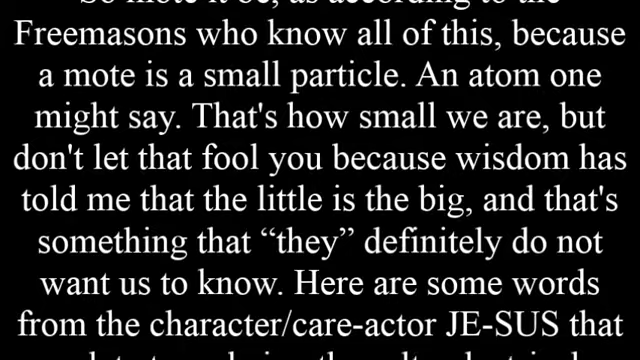 So mote it be, as according to the
Freemasons who know all of this, because
a mote is a small particle. An atom one
might say. That's how small we are, but
don't let that fool you because wisdom has
told me that the little is the big, and that's
something that “they” definitely do not
want us to know. Here are some words
from the character/care-actor JE-SUS that